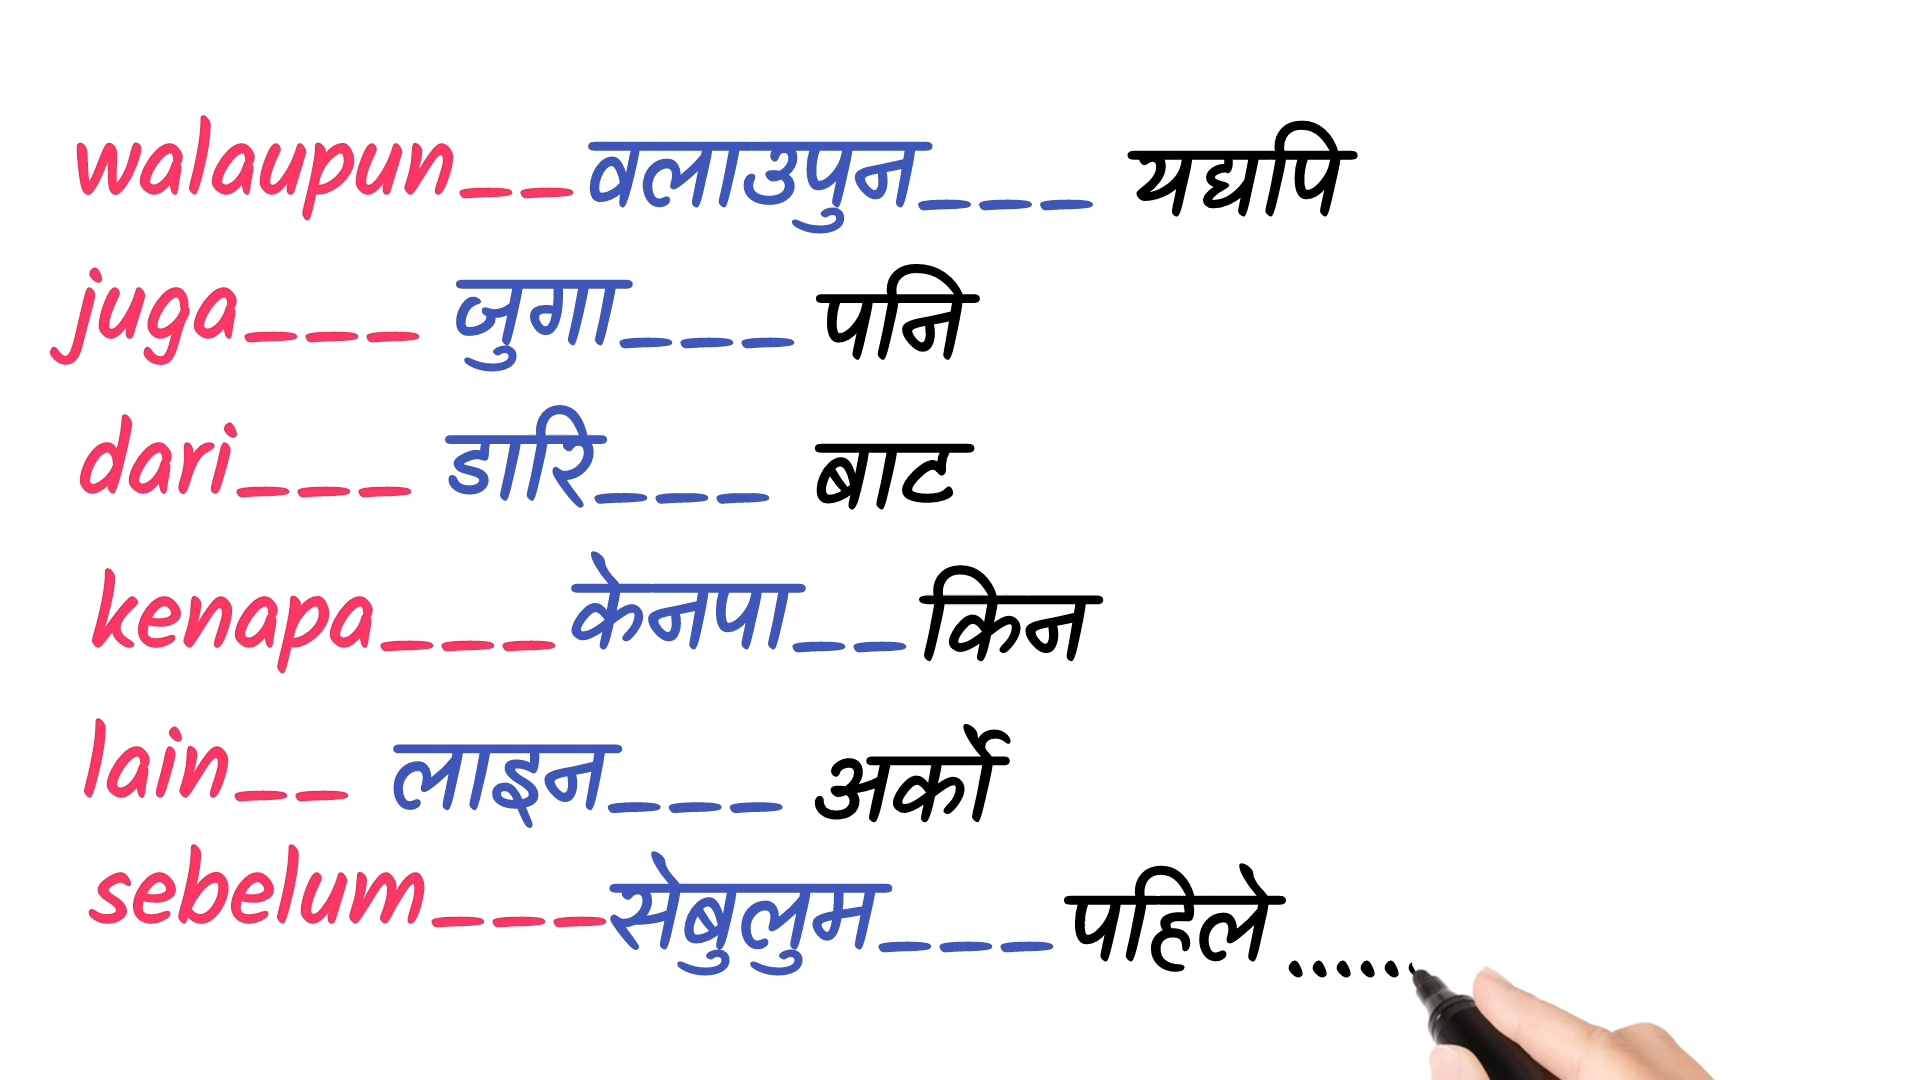 walaupun__वलाउपुन___ यद्यपि
juga___ जुगा___ पनि
dari___ डारि___ बाट
kenapa___केनपा__किन
lain__ लाइन___ अर्को
sebelum___सेबुलुम___पहिले......